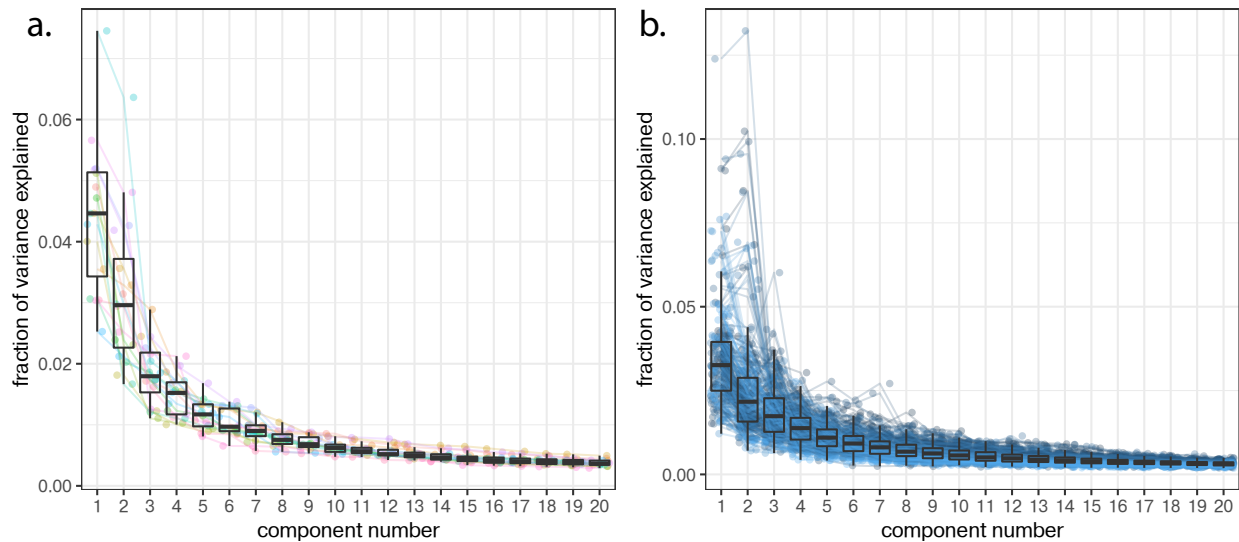 a.
fraction of variance explained
0.06
0.04
0.02
0.00
1 2 3 4 5 6 7 8 9 10 11 12 13 14 15 16 17 18 19 20
component number
b.
fraction of variance explained
0.10
0.05
0.00
1 2 3 4 5 6 7 8 9 10 11 12 13 14 15 16 17 18 19 20
component number